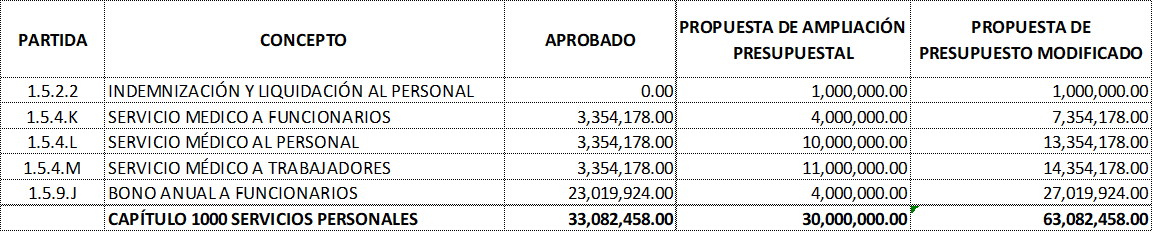 PARTIDA CONCEPTO APROBADO PROPUESTA DE AMPLIACIÓN PRESUPUESTAL PROPUESTA DE PRESUPUESTO MODIFICADO
1.5.2.2 INDEMNIZACIÓN Y LIQUIDACIÓN AL PERSONAL 0.00 1,000,000.00 1,000,000.00
1.5.4.K SERVICIO MEDICO A FUNCIONARIOS 3,354,178.00 4,000,000.00 7,354,178.00
1.5.4.L SERVICIO MÉDICO AL PERSONAL 3,354,178.00 10,000,000.00 13,354,178.00
1.5.4.M SERVICIO MÉDICO A TRABAJADORES 3,354,178.00 11,000,000.00 14,354,178.00
1.5.9.J BONO ANUAL A FUNCIONARIOS 23,019,924.00 4,000,000.00 27,019,924.00
CAPÍTULO 1000 SERVICIOS PERSONALES 33,082,458.00 30,000,000.00 63,082,458.00